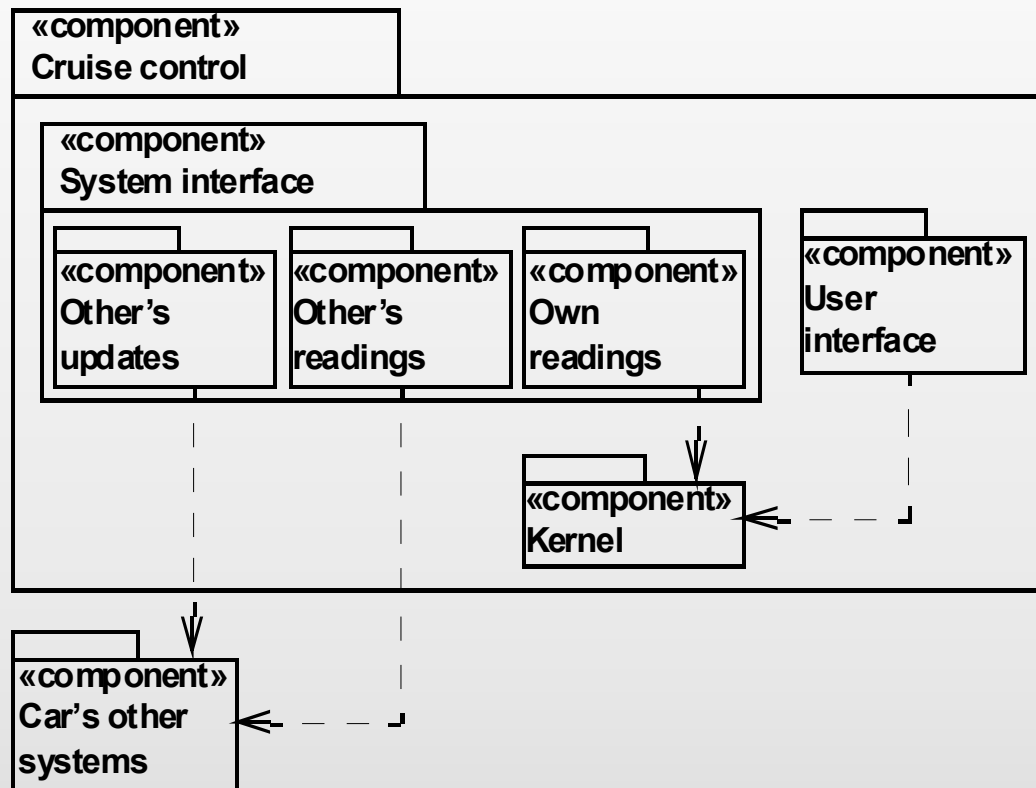 «component»
Cruise control
«component»
System interface
«component»
Other’s
updates
«component»
Other’s
readings
«component»
Own
readings
«component»
User
interface
«component»
Kernel
«component»
Car’s other
systems